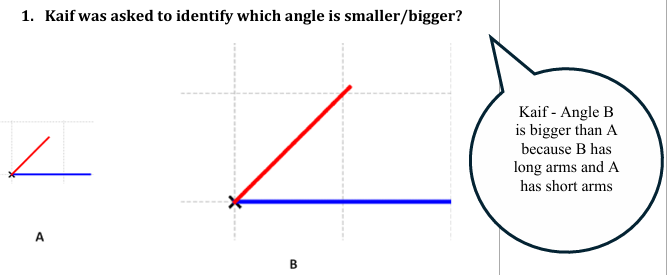 1. Kaif was asked to identify which angle is smaller/bigger?
Kaif - Angle B
is bigger than A
because B has
long arms and A
has short arms
A
B